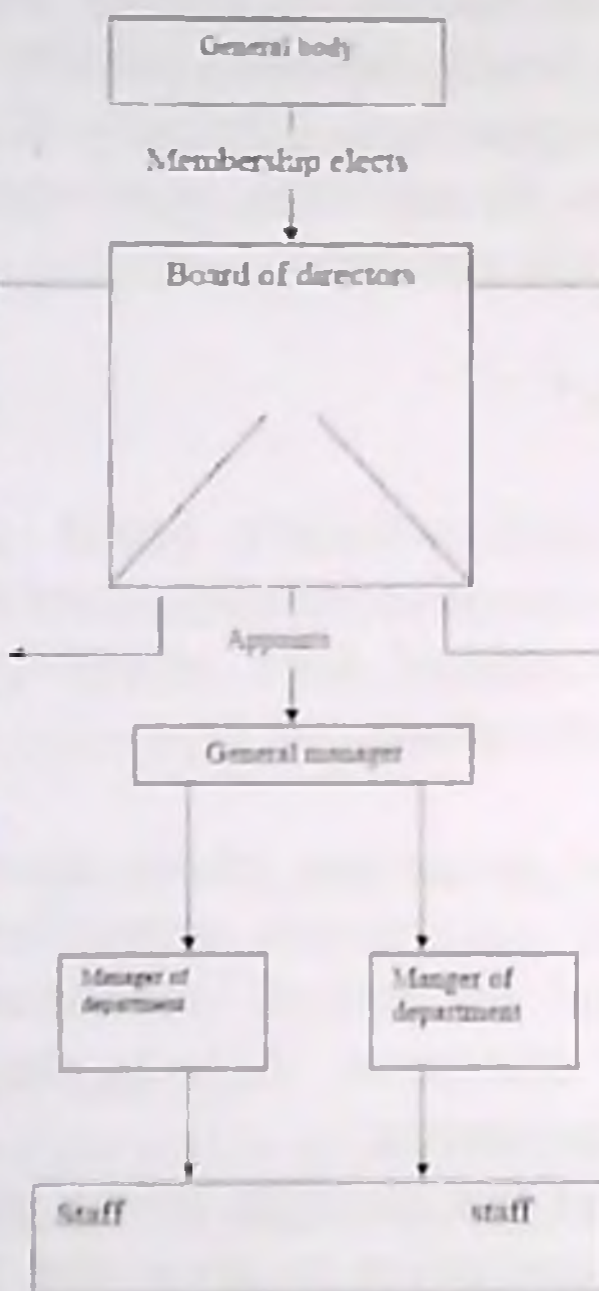 General body
Membership elects
Board of directors
Appoints
General manager
Manager of
department
Manger of
department
Staff
staff